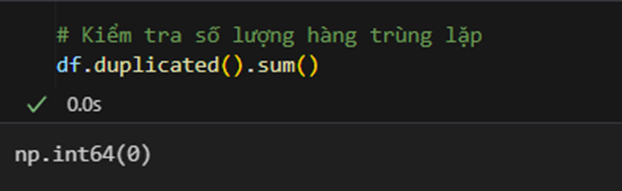 # Kiểm tra số lượng hàng trùng lặp
df.duplicated().sum()
✓ 0.0s
np.int64(0)